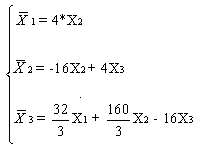 X̅ 1 = 4*X2
X̅ 2 = -16X2 + 4X3
X̅ 3 = 32/3 X1 + 160/3 X2 - 16X3